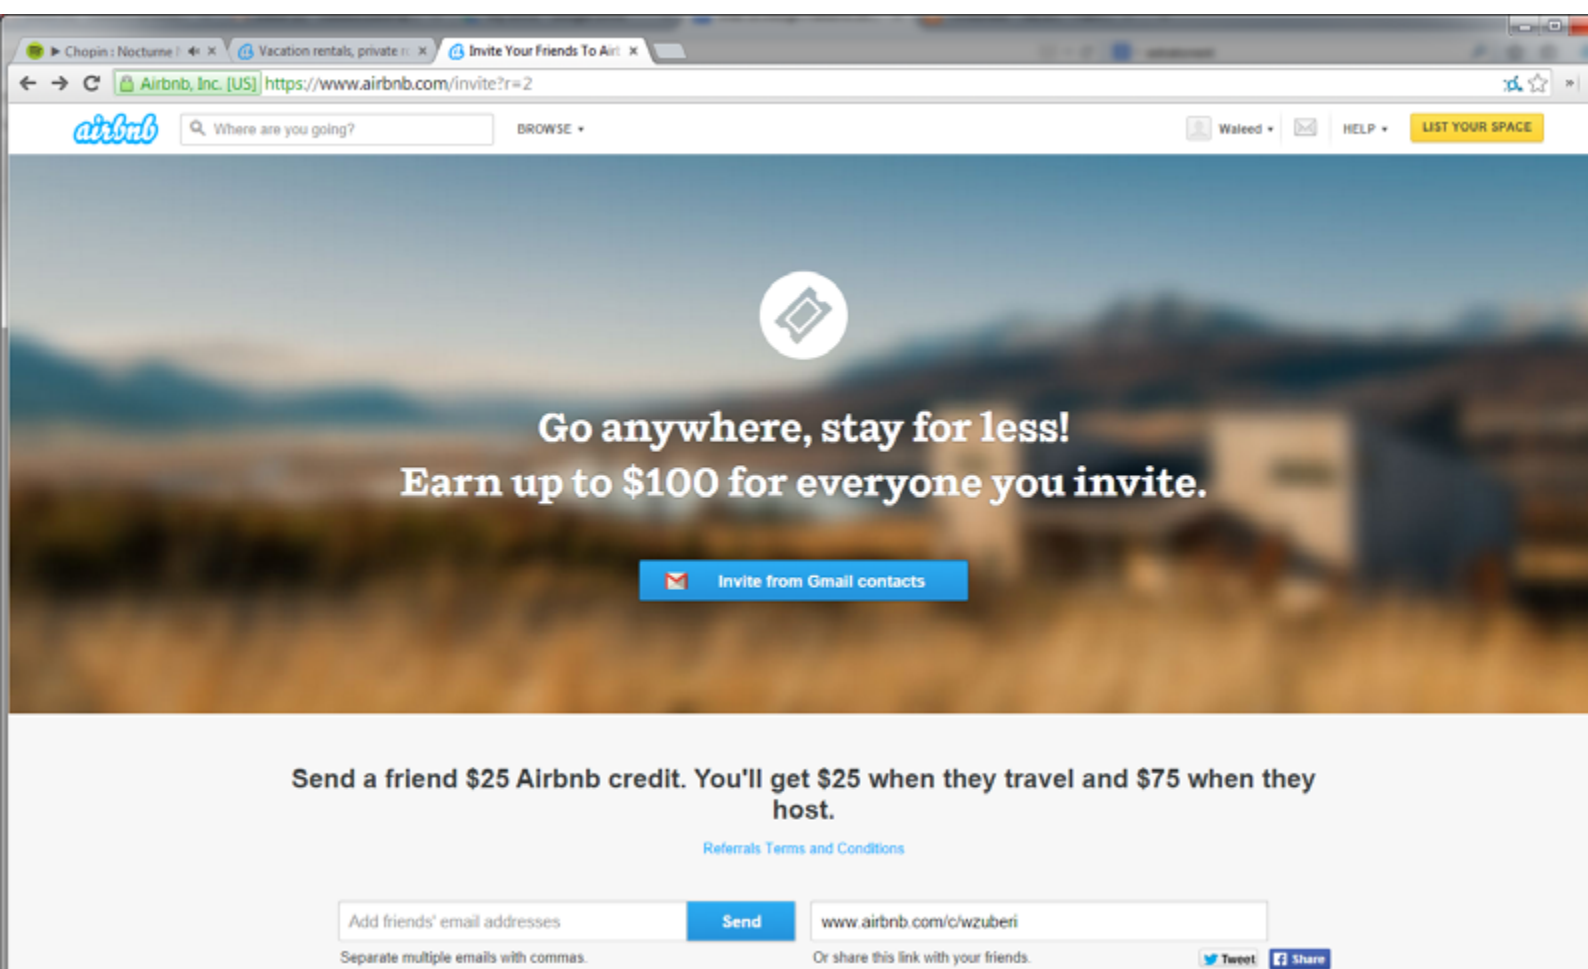 Chopin : Nocturne
Vacation rentals, private r
Invite Your Friends To Air
Airbnb, Inc. [US] https://www.airbnb.com/invite?r=2
airbnb
Where are you going?
BROWSE
Waleed
HELP
LIST YOUR SPACE
Go anywhere, stay for less!
Earn up to $100 for everyone you invite.
Invite from Gmail contacts
Send a friend $25 Airbnb credit. You'll get $25 when they travel and $75 when they
host.
Referrals Terms and Conditions
Add friends' email addresses
Send
www.airbnb.com/c/wzuberi
Separate multiple emails with commas.
Or share this link with your friends.
Tweet
Share